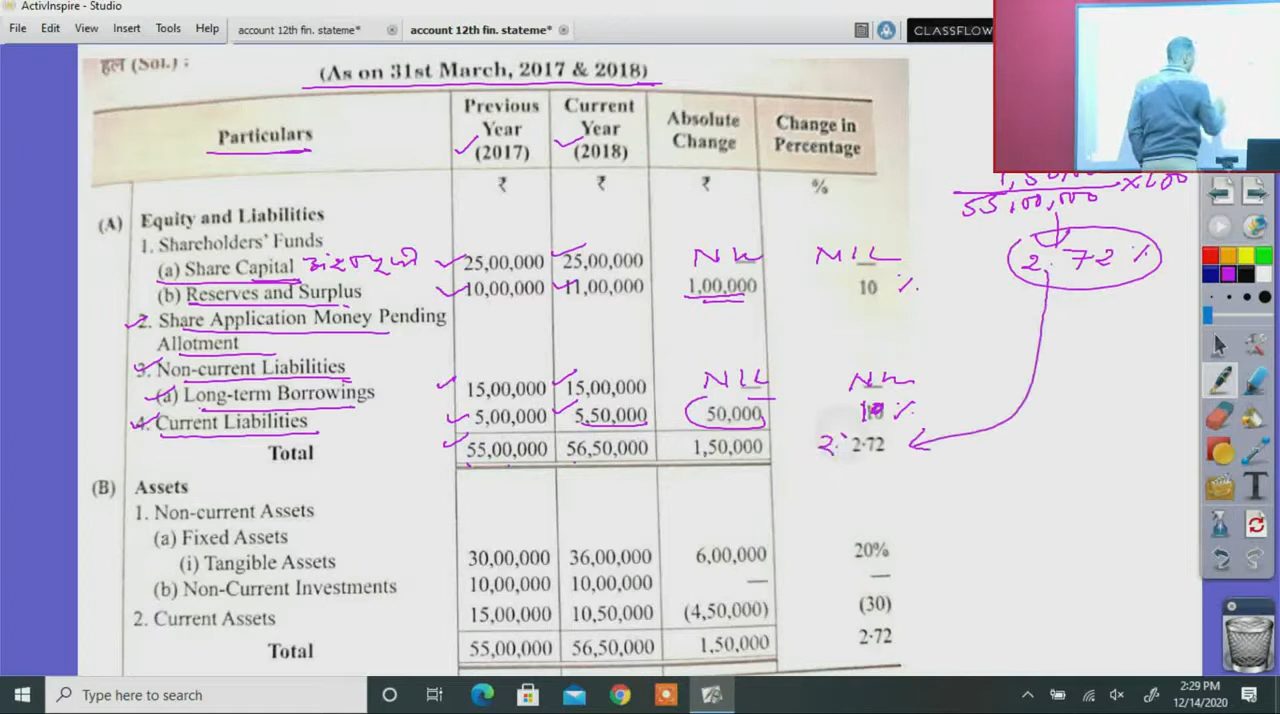 ActivInspire - Studio
File Edit View Insert Tools Help account 12th fin. stateme* account 12th fin. stateme* CLASSFLOW
हल (Sol.) :
(As on 31st March, 2017 & 2018)
Particulars Previous Year (2017) Current Year (2018) Absolute Change Change in Percentage
₹ ₹ ₹ %
(A) Equity and Liabilities
1. Shareholders' Funds
(a) Share Capital अंशपूंजी 25,00,000 25,00,000 NIL NIL
(b) Reserves and Surplus 10,00,000 11,00,000 1,00,000 10 %
2. Share Application Money Pending
Allotment
3. Non-current Liabilities
(a) Long-term Borrowings 15,00,000 15,00,000 NIL NIL
4. Current Liabilities 5,00,000 5,50,000 50,000 10 %
Total 55,00,000 56,50,000 1,50,000 2. 2·72
(B) Assets
1. Non-current Assets
(a) Fixed Assets
(i) Tangible Assets 30,00,000 36,00,000 6,00,000 20%
(b) Non-Current Investments 10,00,000 10,00,000 — —
2. Current Assets 15,00,000 10,50,000 (4,50,000) (30)
Total 55,00,000 56,50,000 1,50,000 2·72
×100
55,00,000
2.72 %
Type here to search
2:29 PM
12/14/2020